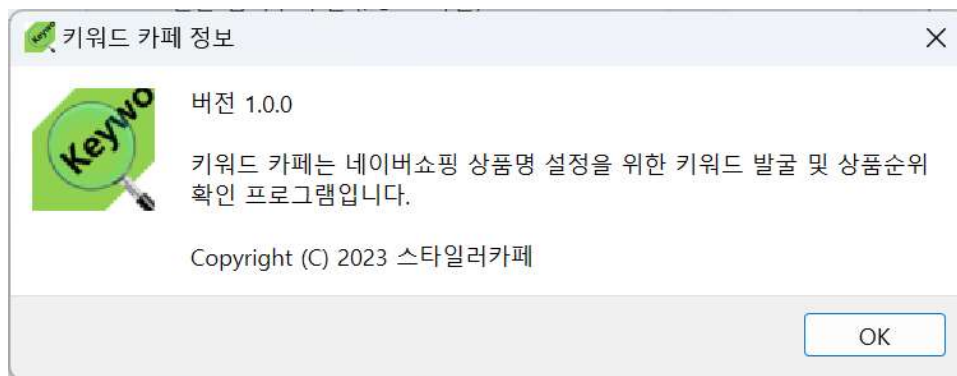 키워드 카페 정보
Keywo
버전 1.0.0
키워드 카페는 네이버쇼핑 상품명 설정을 위한 키워드 발굴 및 상품순위
확인 프로그램입니다.
Copyright (C) 2023 스타일러카페
OK